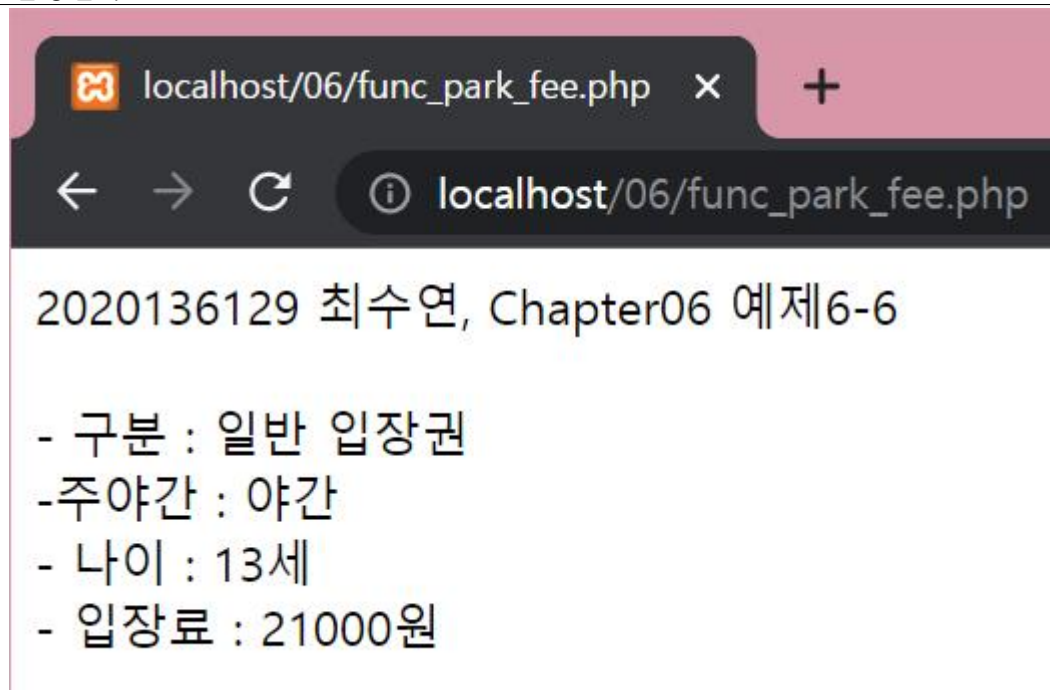 localhost/06/func_park_fee.php
localhost/06/func_park_fee.php
2020136129 최수연, Chapter06 예제6-6
- 구분 : 일반 입장권
-주야간 : 야간
- 나이 : 13세
- 입장료 : 21000원